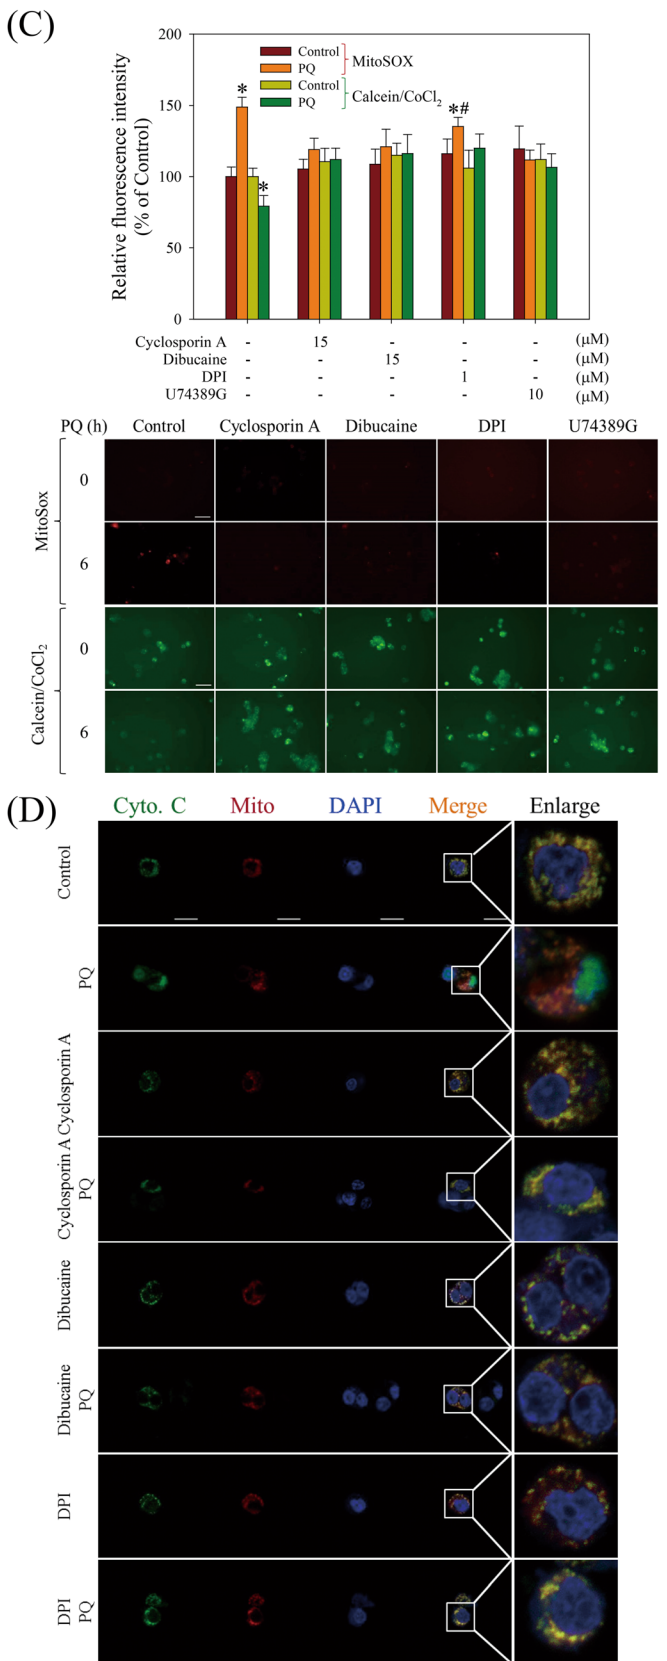 (C)
Relative fluorescence intensity
(% of Control)
200
150
100
50
0
Control
PQ
MitoSOX
Control
PQ
Calcein/CoCl2
*
*
*#
Cyclosporin A - 15 - - - (μM)
Dibucaine - - 15 - - (μM)
DPI - - - 1 - (μM)
U74389G - - - - 10 (μM)
PQ (h) Control Cyclosporin A Dibucaine DPI U74389G
MitoSox
0
6
Calcein/CoCl2
0
6
(D)
Cyto. C Mito DAPI Merge Enlarge
Control
PQ
Cyclosporin A
Cyclosporin A
PQ
Dibucaine
Dibucaine
PQ
DPI
DPI
PQ